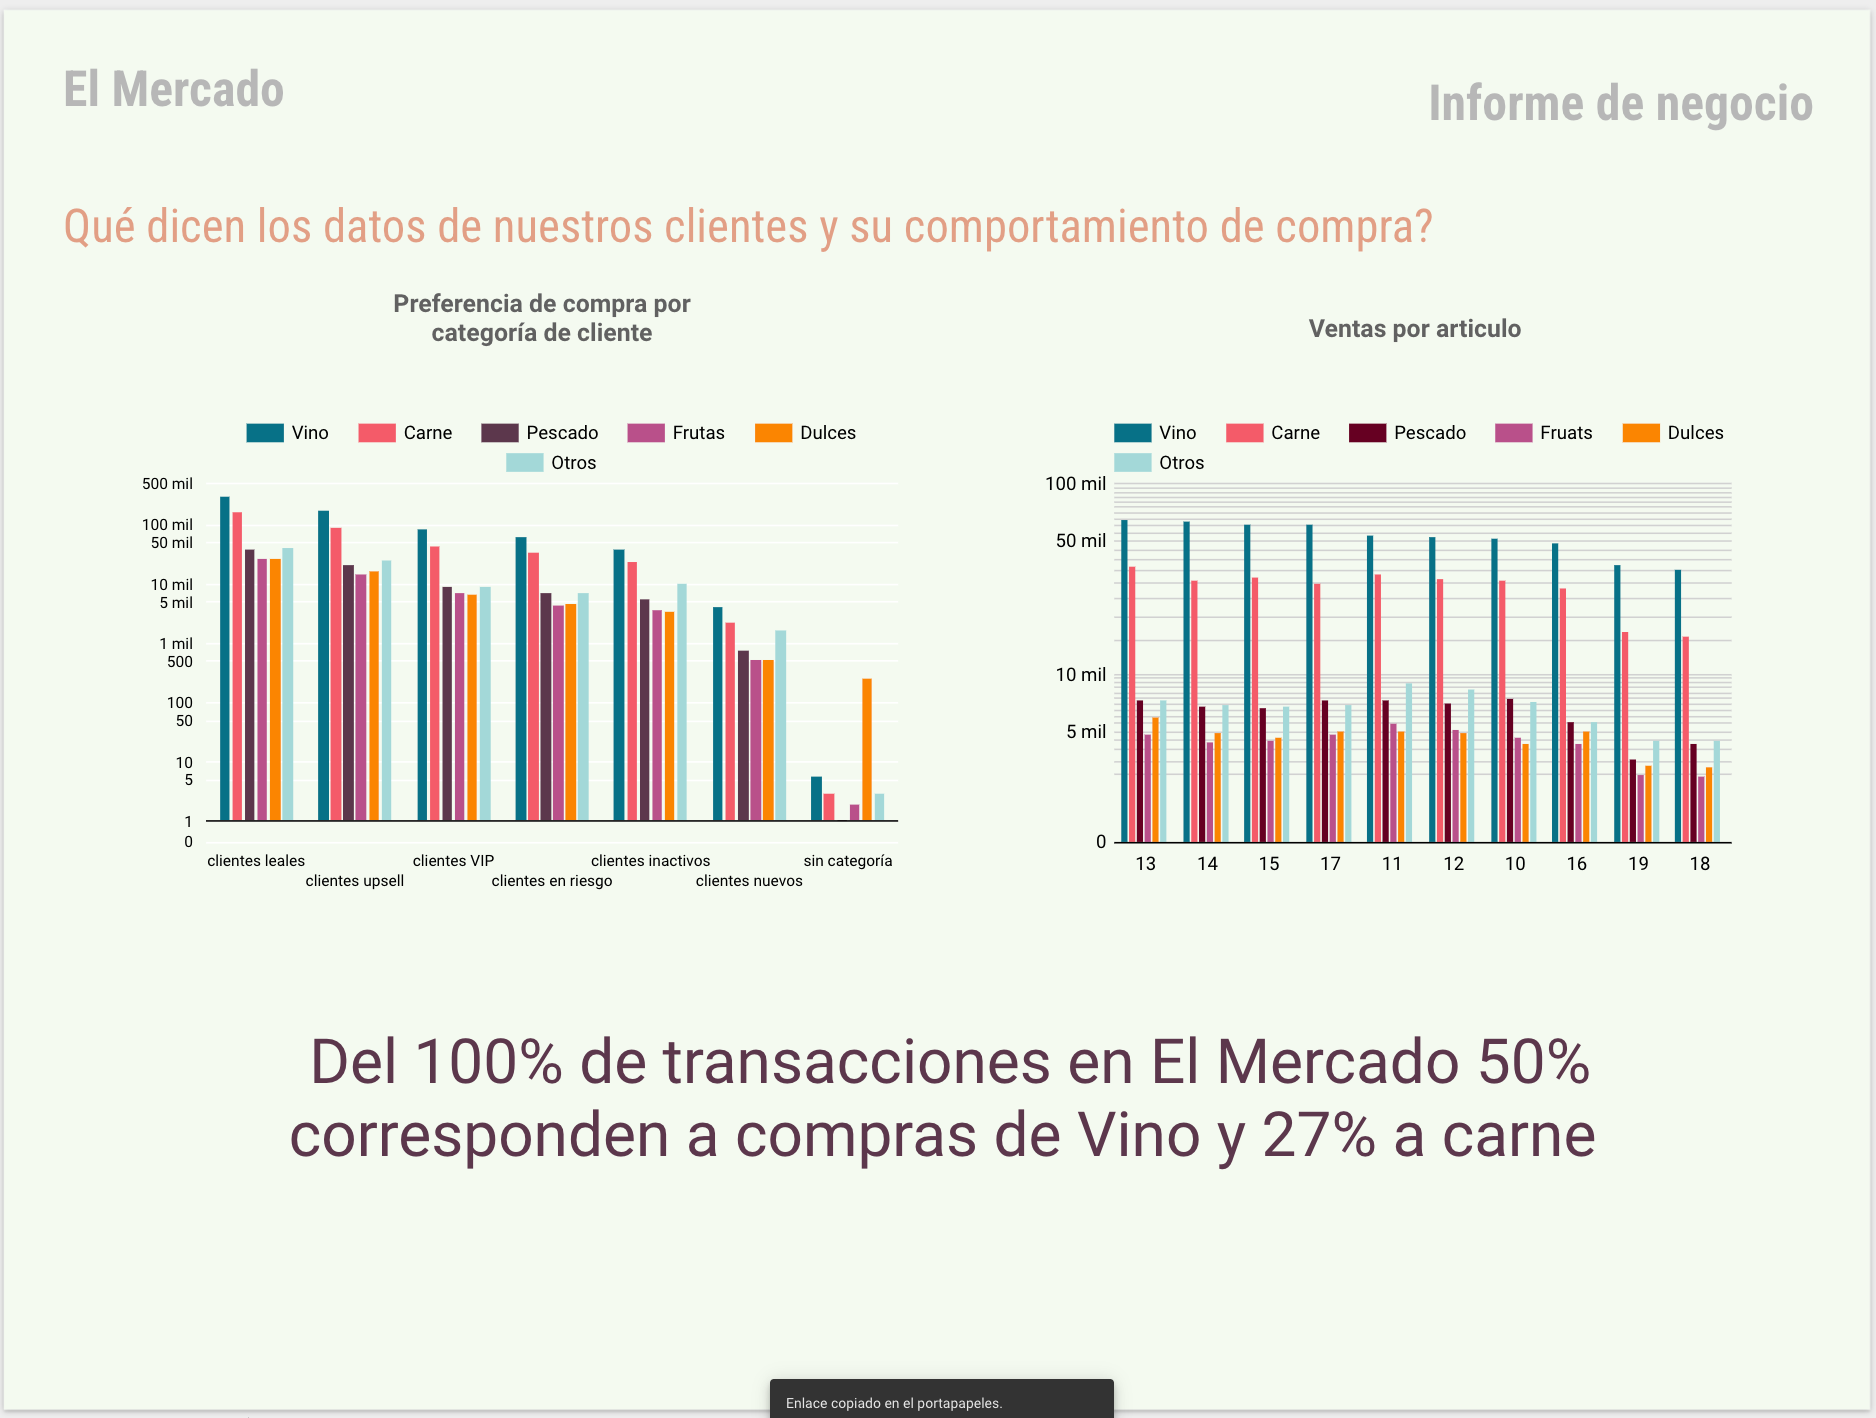 El Mercado
Informe de negocio
Qué dicen los datos de nuestros clientes y su comportamiento de compra?
Preferencia de compra por
categoría de cliente
Vino Carne Pescado Frutas Dulces
Otros
500 mil
100 mil
50 mil
10 mil
5 mil
1 mil
500
100
50
10
5
1
0
clientes leales clientes VIP clientes inactivos sin categoría
clientes upsell clientes en riesgo clientes nuevos
Ventas por articulo
Vino Carne Pescado Fruats Dulces
Otros
100 mil
50 mil
10 mil
5 mil
0
13 14 15 17 11 12 10 16 19 18
Del 100% de transacciones en El Mercado 50%
corresponden a compras de Vino y 27% a carne
Enlace copiado en el portapapeles.